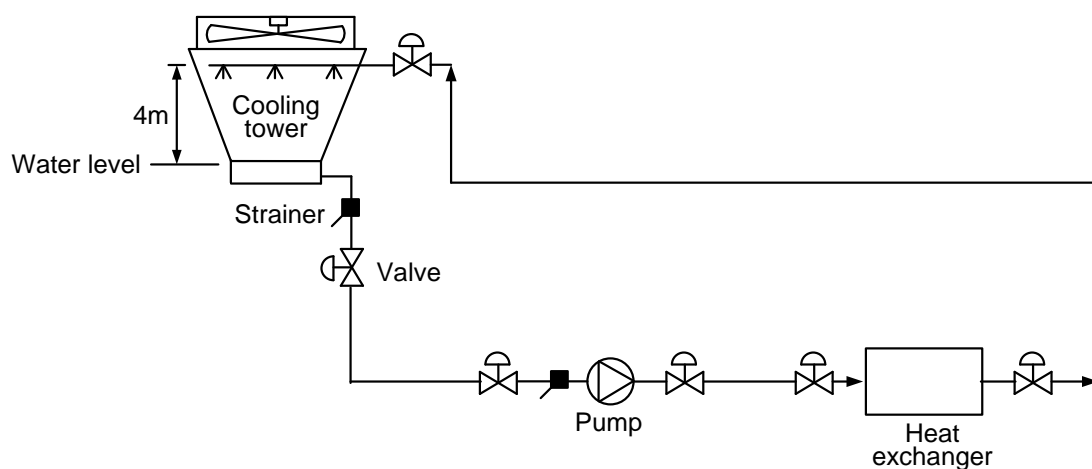 4m
Cooling
tower
Water level
Strainer
Valve
Pump
Heat
exchanger